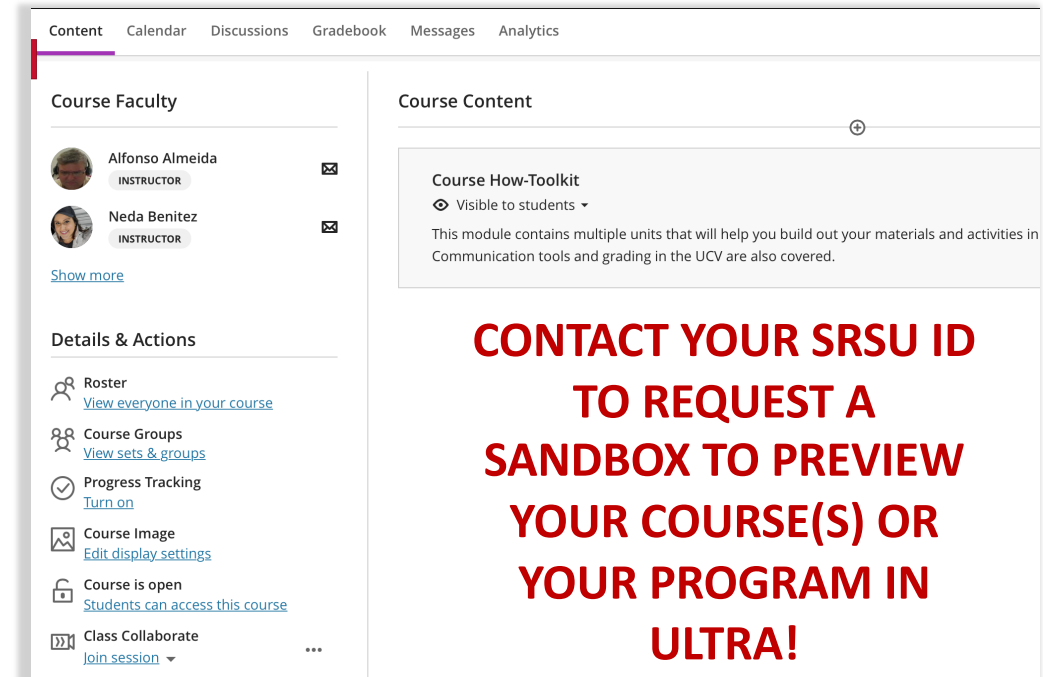 Content Calendar Discussions Gradebook Messages Analytics
Course Faculty
Alfonso Almeida
INSTRUCTOR
Neda Benitez
INSTRUCTOR
Show more
Details & Actions
Roster
View everyone in your course
Course Groups
View sets & groups
Progress Tracking
Turn on
Course Image
Edit display settings
Course is open
Students can access this course
Class Collaborate
Join session
Course Content
Course How-Toolkit
Visible to students
This module contains multiple units that will help you build out your materials and activities in
Communication tools and grading in the UCV are also covered.
CONTACT YOUR SRSU ID
TO REQUEST A
SANDBOX TO PREVIEW
YOUR COURSE(S) OR
YOUR PROGRAM IN
ULTRA!